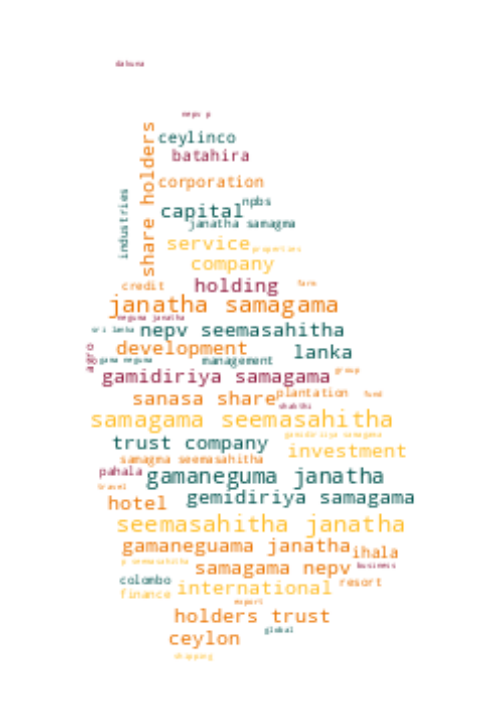 dakuna
nepv p
share holders
ceylinco
batahira
corporation
industries
npbs
capital
janatha samagma
service
properties
company
credit
holding
farm
janatha samagama
neguma janatha
sri lanka
nepv seemasahitha
agro
development
lanka
gama neguma
management
gamidiriya samagama
group
sanasa share
plantation
fund
shakthi
samagama seemasahitha
gamidiriya samagama
trust company
investment
samagma seemasahitha
pahala
gamaneguma janatha
travel
gemidiriya samagama
hotel
seemasahitha janatha
gamaneguama janatha
ihala
p seemasahitha
samagama nepv
business
colombo
international
resort
finance
export
holders trust
global
ceylon
shipping